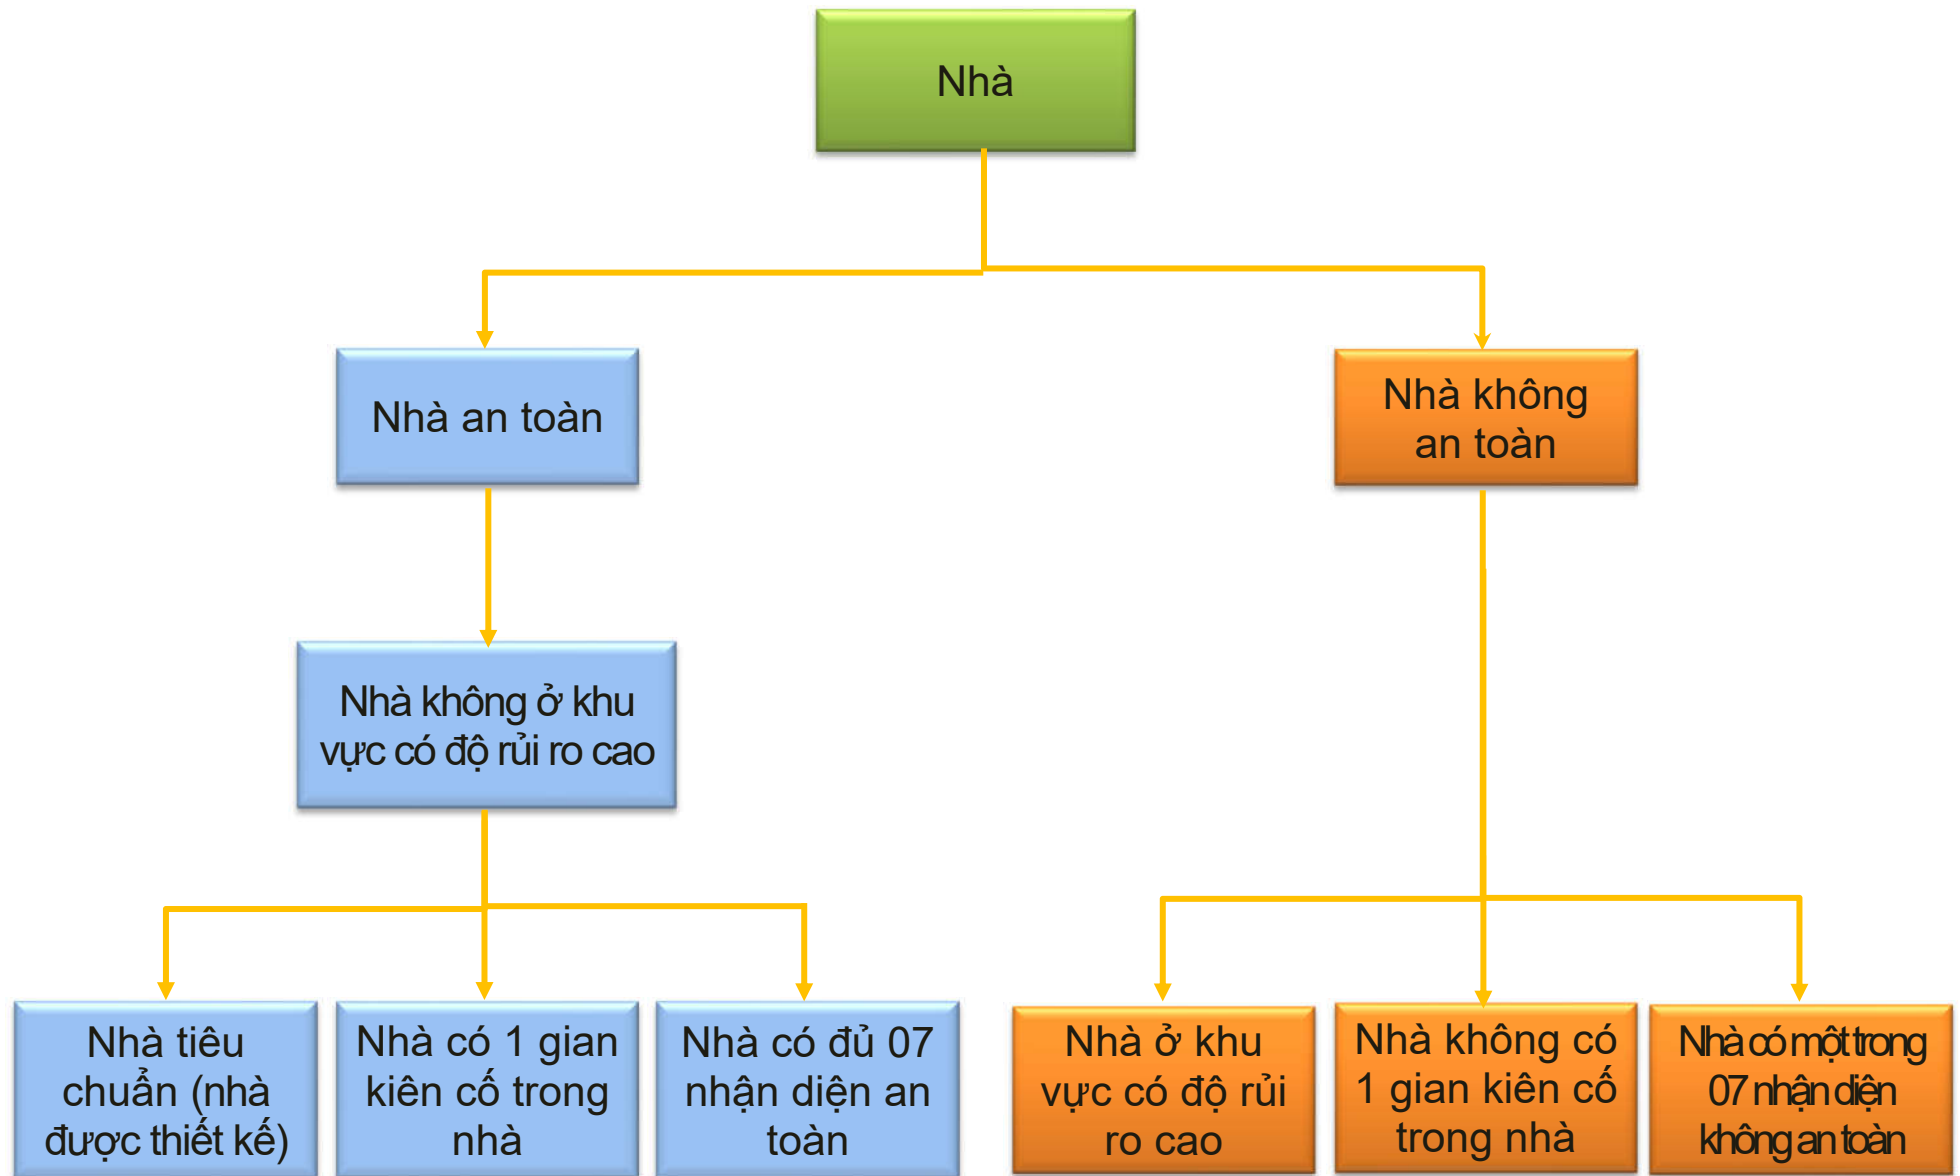 Nhà
Nhà an toàn
Nhà không
an toàn
Nhà không ở khu
vực có độ rủi ro cao
Nhà tiêu
chuẩn (nhà
được thiết kế)
Nhà có 1 gian
kiên cố trong
nhà
Nhà có đủ 07
nhận diện an
toàn
Nhà ở khu
vực có độ rủi
ro cao
Nhà không có
1 gian kiên cố
trong nhà
Nhà có một trong
07 nhận diện
không an toàn